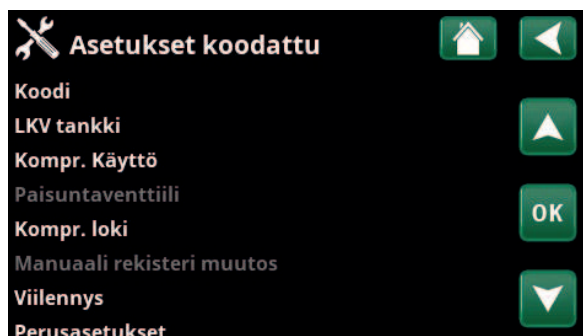 Asetukset koodattu
Koodi
LKV tankki
Kompr. Käyttö
Paisuntaventtiili
OK
Kompr. loki
Manuaali rekisteri muutos
Viilennys
Perusasetukset